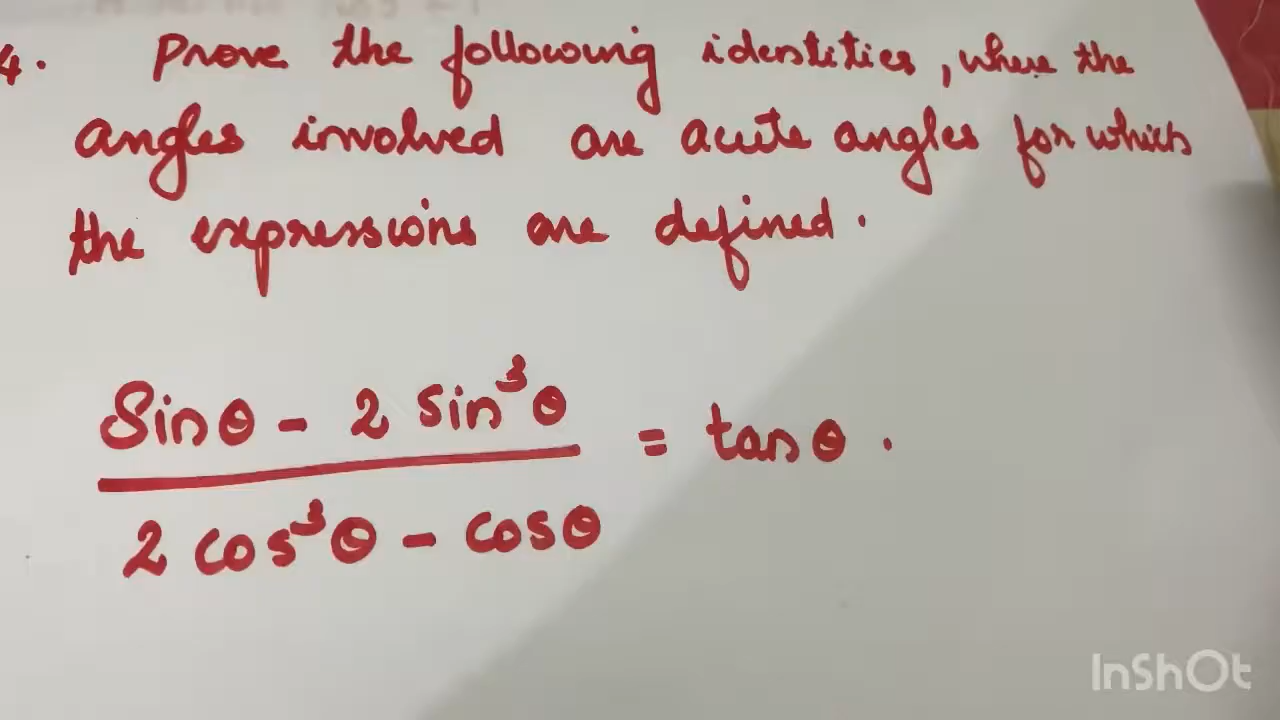 4. Prove the following identities, where the
angles involved are acute angles for which
the expressions are defined.
Sinθ - 2 sin³θ
= tanθ.
2 cos³θ - cosθ
InShOt